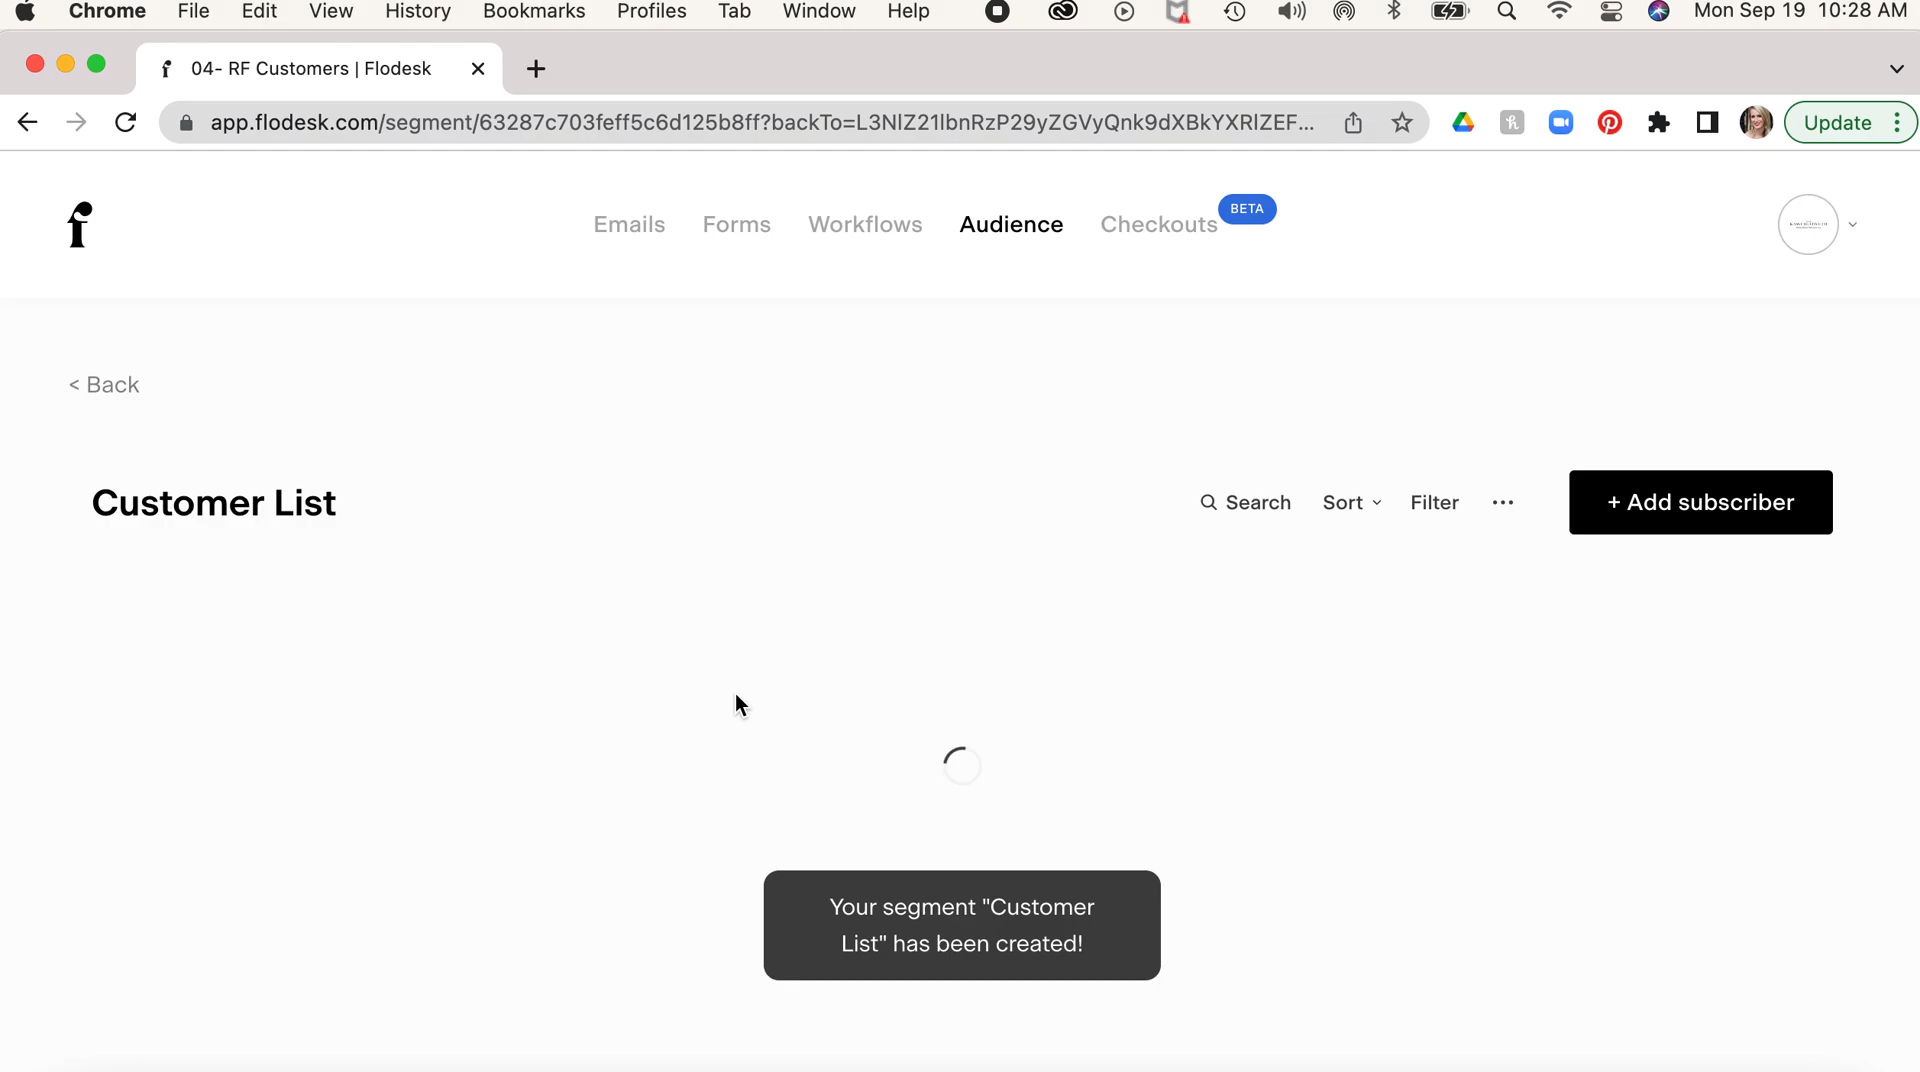 Chrome File Edit View History Bookmarks Profiles Tab Window Help Mon Sep 19 10:28 AM
04- RF Customers | Flodesk
app.flodesk.com/segment/63287c703feff5c6d125b8ff?backTo=L3NlZ21lbnRzP29yZGVyQnk9dXBkYXRlZEF... Update
f Emails Forms Workflows Audience Checkouts BETA
< Back
Customer List Search Sort Filter ... + Add subscriber
Your segment "Customer
List" has been created!